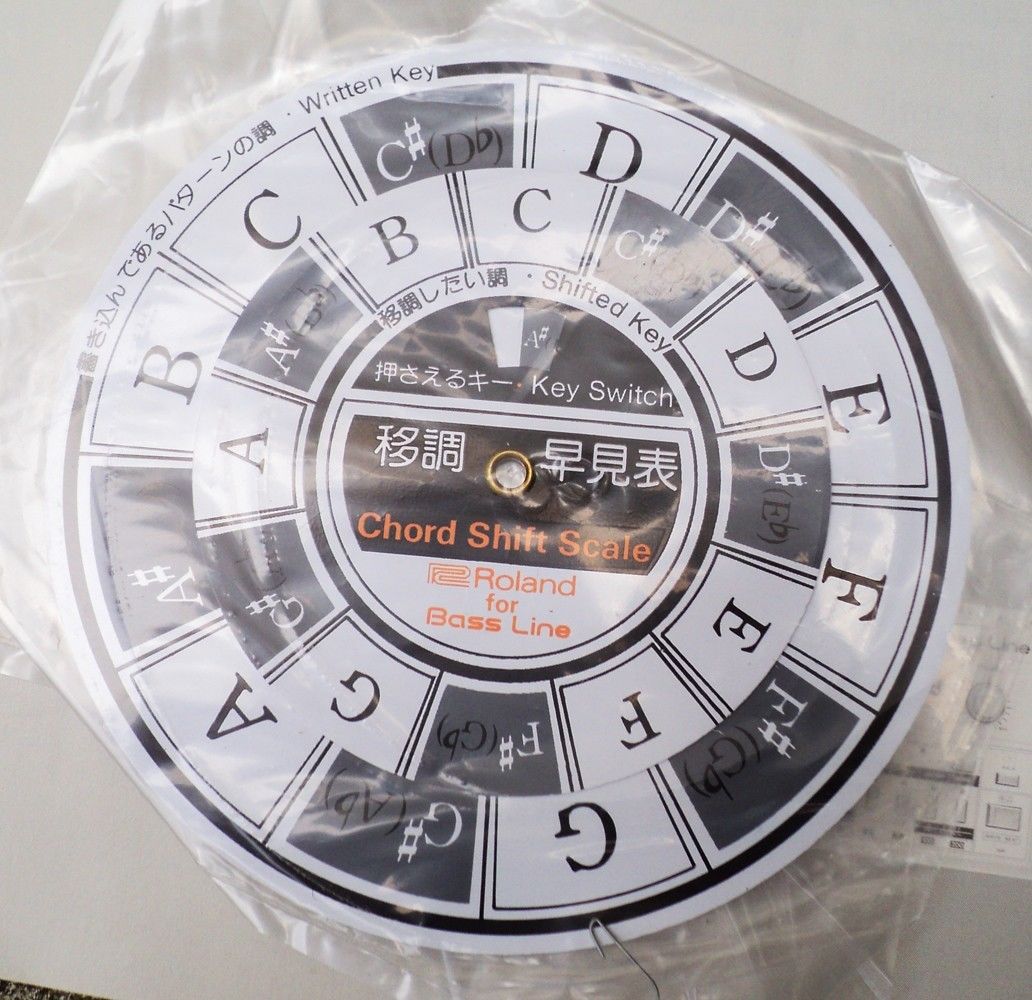 書き込んであるパターンの調・Written Key
C
C♯(D♭)
D
D♯
E
F
F♯(G♭)
G
G♯(A♭)
A
A♯
B
移調したい調・Shifted Key
C
C♯
D
D♯(E♭)
E
F
F♯(G♭)
G
G♯
A
A♯
B
A♯
押さえるキー・Key Switch
移調 早見表
Chord Shift Scale
Roland
for
Bass Line